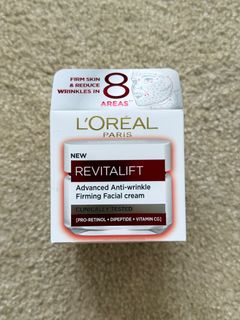 FIRM SKIN
& REDUCE
WRINKLES IN
8
AREAS
L'ORÉAL
PARIS
NEW
REVITALIFT
Advanced Anti-wrinkle
Firming Facial cream
CLINICALLY TESTED
[PRO-RETINOL • DIPEPTIDE • VITAMIN CG]